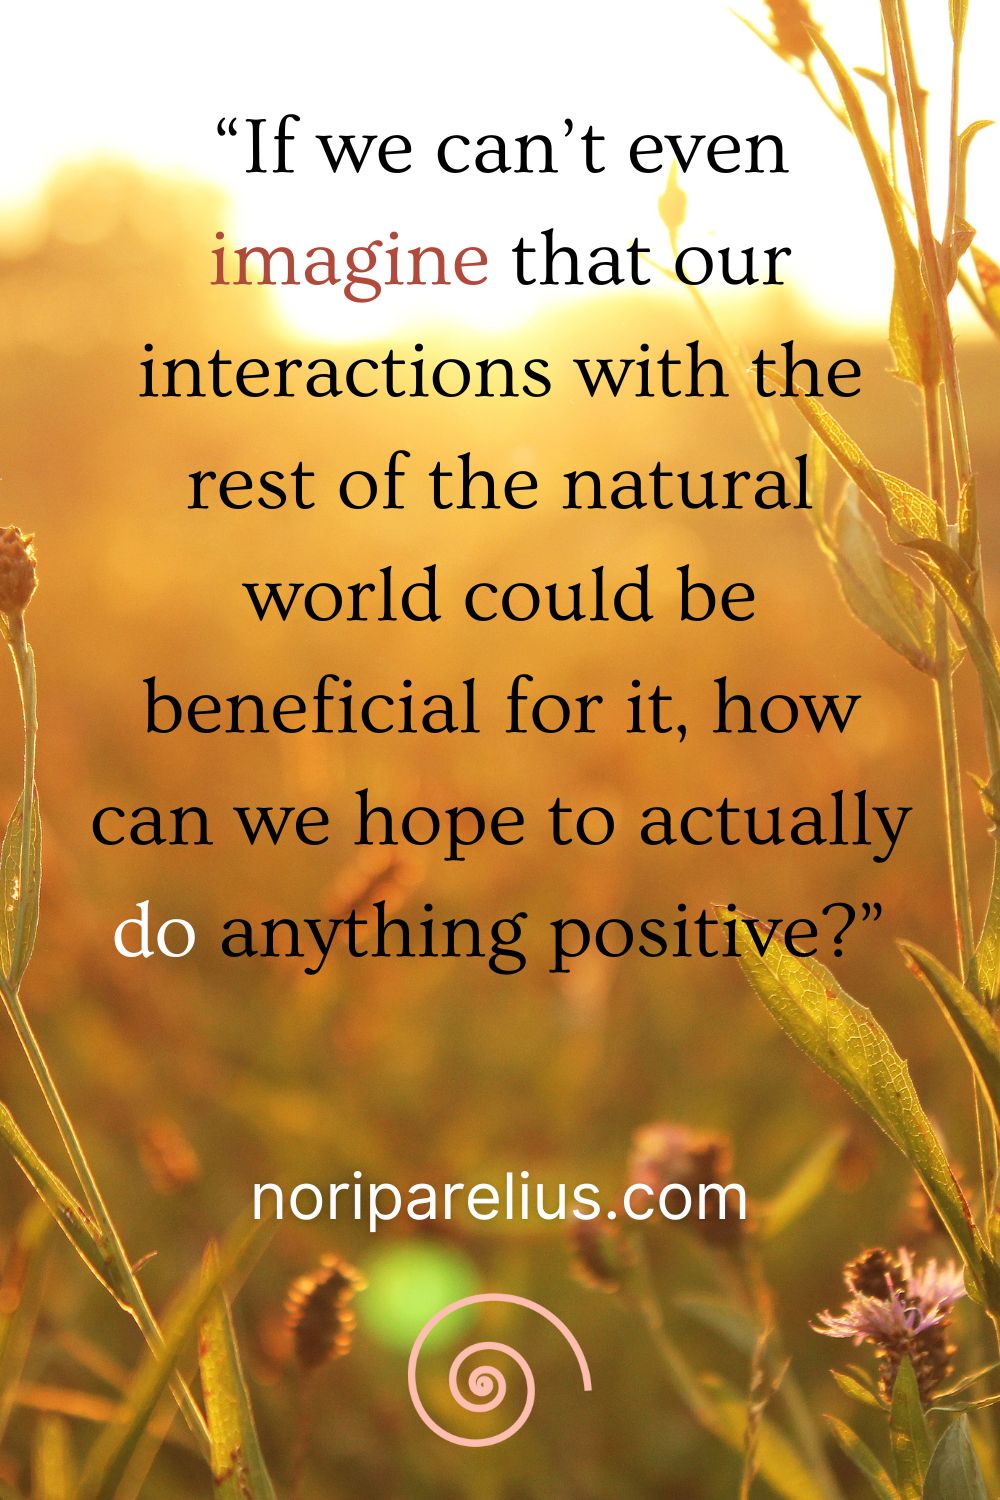 “If we can’t even
imagine that our
interactions with the
rest of the natural
world could be
beneficial for it, how
can we hope to actually
do anything positive?”
noriparelius.com